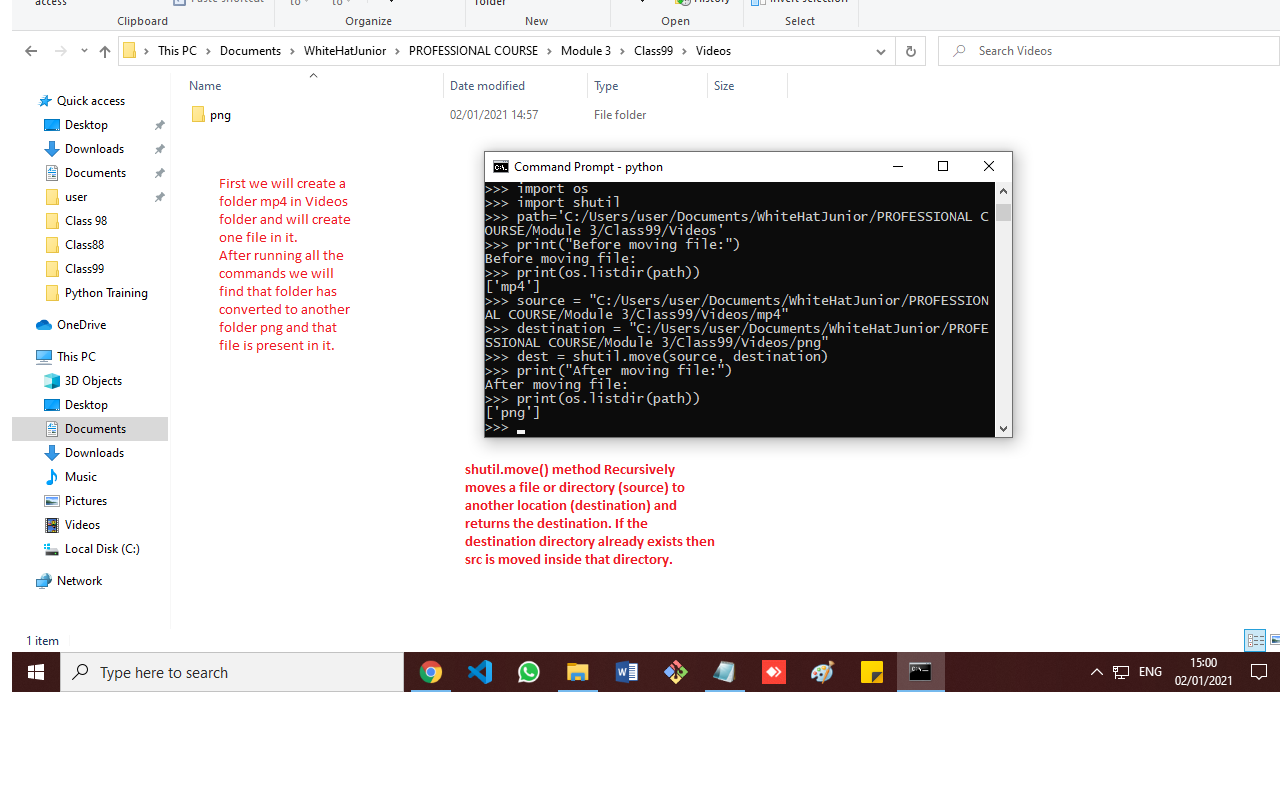 access
Paste shortcut
to
to
folder
History
Invert selection
Clipboard
Organize
New
Open
Select
This PC > Documents > WhiteHatJunior > PROFESSIONAL COURSE > Module 3 > Class99 > Videos
Search Videos
Name
Date modified
Type
Size
png
02/01/2021 14:57
File folder
Quick access
Desktop
Downloads
Documents
user
Class 98
Class88
Class99
Python Training
OneDrive
This PC
3D Objects
Desktop
Documents
Downloads
Music
Pictures
Videos
Local Disk (C:)
Network
First we will create a
folder mp4 in Videos
folder and will create
one file in it.
After running all the
commands we will
find that folder has
converted to another
folder png and that
file is present in it.
Command Prompt - python
>>> import os
>>> import shutil
>>> path='C:/Users/user/Documents/WhiteHatJunior/PROFESSIONAL C
OURSE/Module 3/Class99/Videos'
>>> print("Before moving file:")
Before moving file:
>>> print(os.listdir(path))
['mp4']
>>> source = "C:/Users/user/Documents/WhiteHatJunior/PROFESSION
AL COURSE/Module 3/Class99/Videos/mp4"
>>> destination = "C:/Users/user/Documents/WhiteHatJunior/PROFE
SSIONAL COURSE/Module 3/Class99/Videos/png"
>>> dest = shutil.move(source, destination)
>>> print("After moving file:")
After moving file:
>>> print(os.listdir(path))
['png']
>>>
shutil.move() method Recursively
moves a file or directory (source) to
another location (destination) and
returns the destination. If the
destination directory already exists then
src is moved inside that directory.
1 item
Type here to search
ENG
15:00
02/01/2021